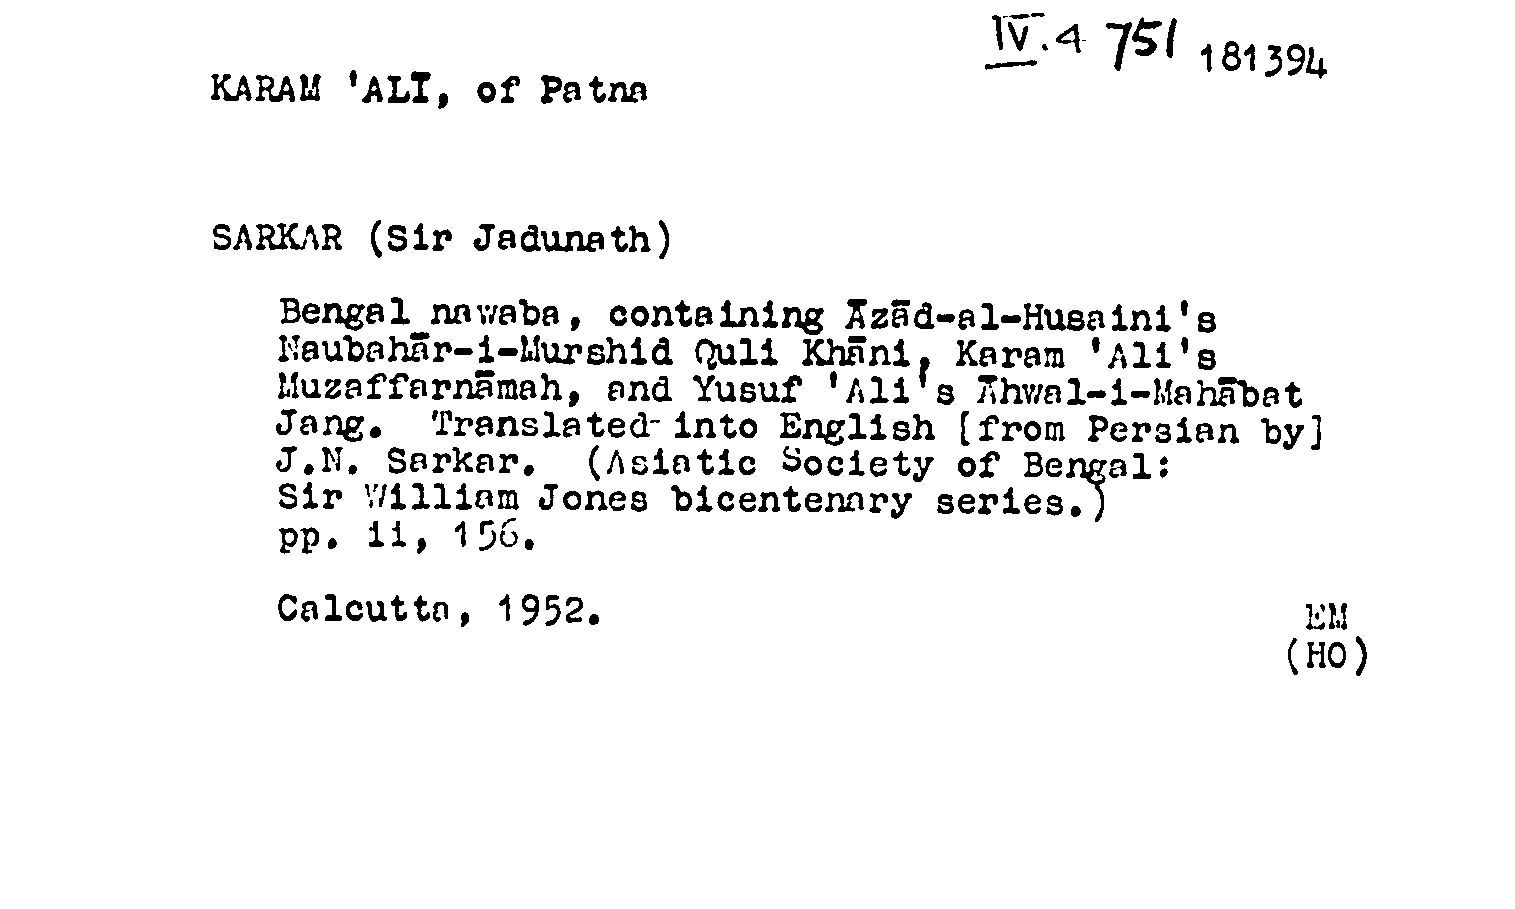 IV.4 751 181394
KARAM 'ALĪ, of Patna
SARKAR (Sir Jadunath)
Bengal nawabs, containing Āzād-al-Husaini's
Naubahār-i-Murshid Quli Khāni, Karam 'Ali's
Muzaffarnāmah, and Yusuf 'Ali's Āhwal-i-Mahābat
Jang. Translated into English [from Persian by]
J.N. Sarkar. (Asiatic Society of Bengal:
Sir William Jones bicentenary series.)
pp. ii, 156.
Calcutta, 1952.
EM
(HO)